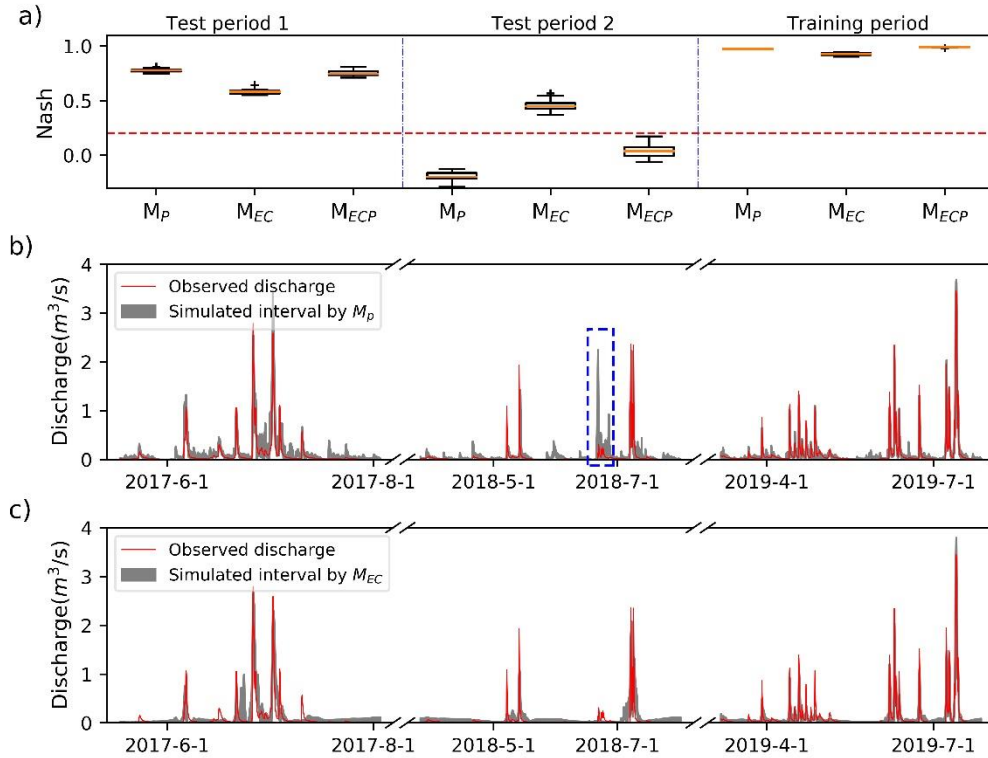 a)
Test period 1 Test period 2 Training period
1.0
0.5
0.0
Nash
M_P M_EC M_ECP M_P M_EC M_ECP M_P M_EC M_ECP
b)
4
3
2
1
0
Discharge(m³/s)
Observed discharge
Simulated interval by M_p
2017-6-1 2017-8-1 2018-5-1 2018-7-1 2019-4-1 2019-7-1
c)
4
3
2
1
0
Discharge(m³/s)
Observed discharge
Simulated interval by M_EC
2017-6-1 2017-8-1 2018-5-1 2018-7-1 2019-4-1 2019-7-1